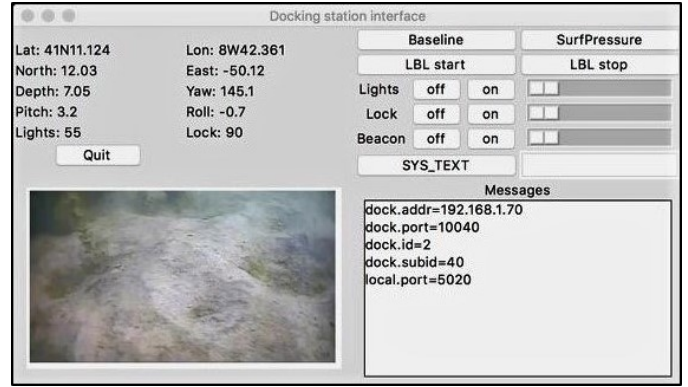 Docking station interface
Lat: 41N11.124 Lon: 8W42.361
North: 12.03 East: -50.12
Depth: 7.05 Yaw: 145.1
Pitch: 3.2 Roll: -0.7
Lights: 55 Lock: 90
Quit
Baseline SurfPressure
LBL start LBL stop
Lights off on
Lock off on
Beacon off on
SYS_TEXT
Messages
dock.addr=192.168.1.70
dock.port=10040
dock.id=2
dock.subid=40
local.port=5020